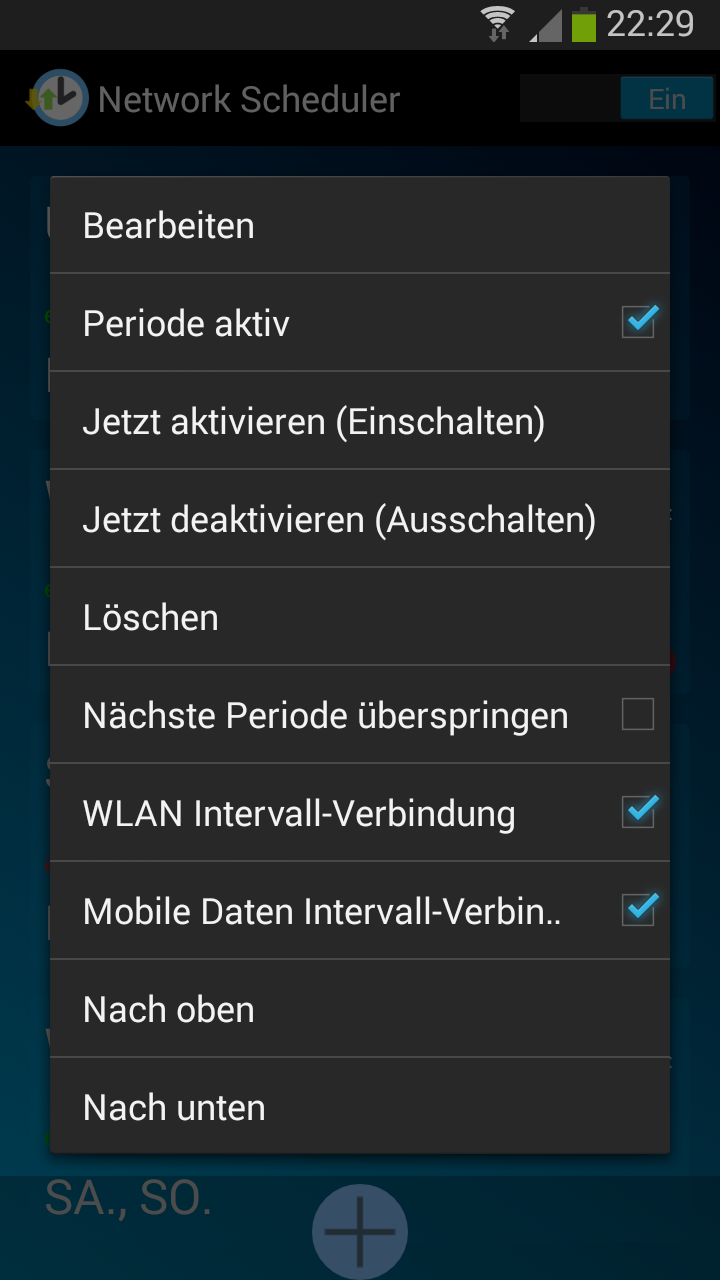 22:29
Network Scheduler
Ein
Bearbeiten
Periode aktiv
Jetzt aktivieren (Einschalten)
Jetzt deaktivieren (Ausschalten)
Löschen
Nächste Periode überspringen
WLAN Intervall-Verbindung
Mobile Daten Intervall-Verbin..
Nach oben
Nach unten
SA., SO.